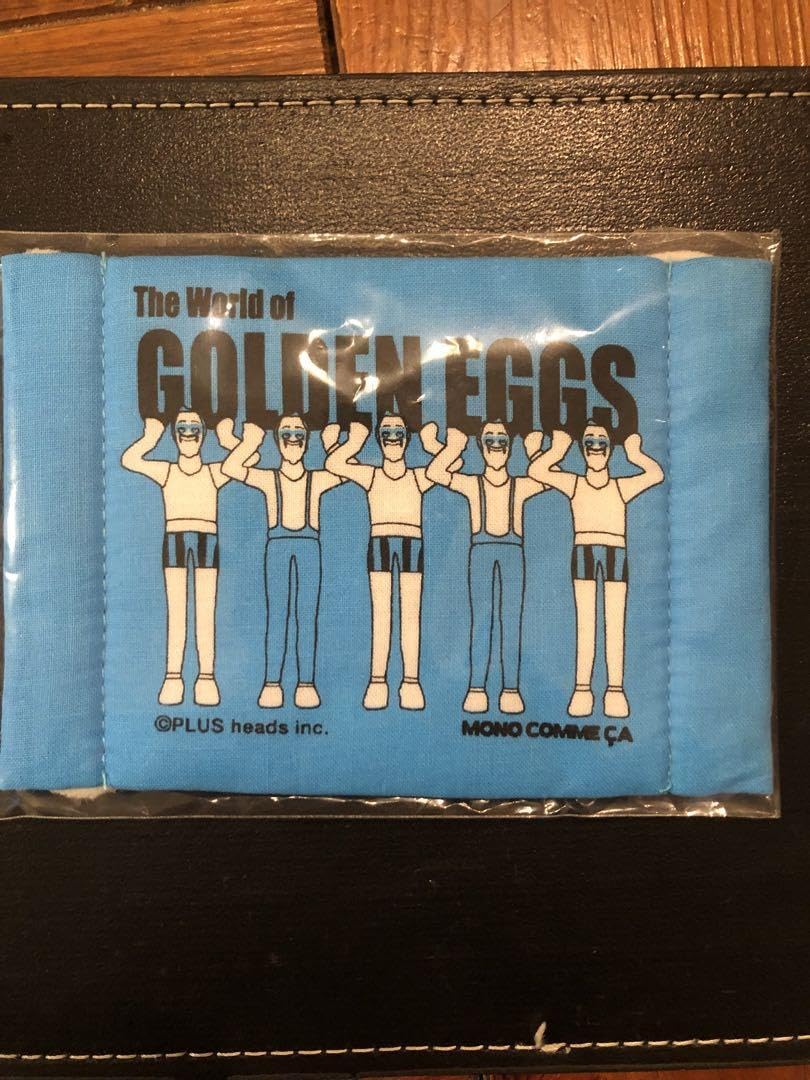 The World of
GOLDEN EGGS
©PLUS heads inc.
MONO COMME ÇA